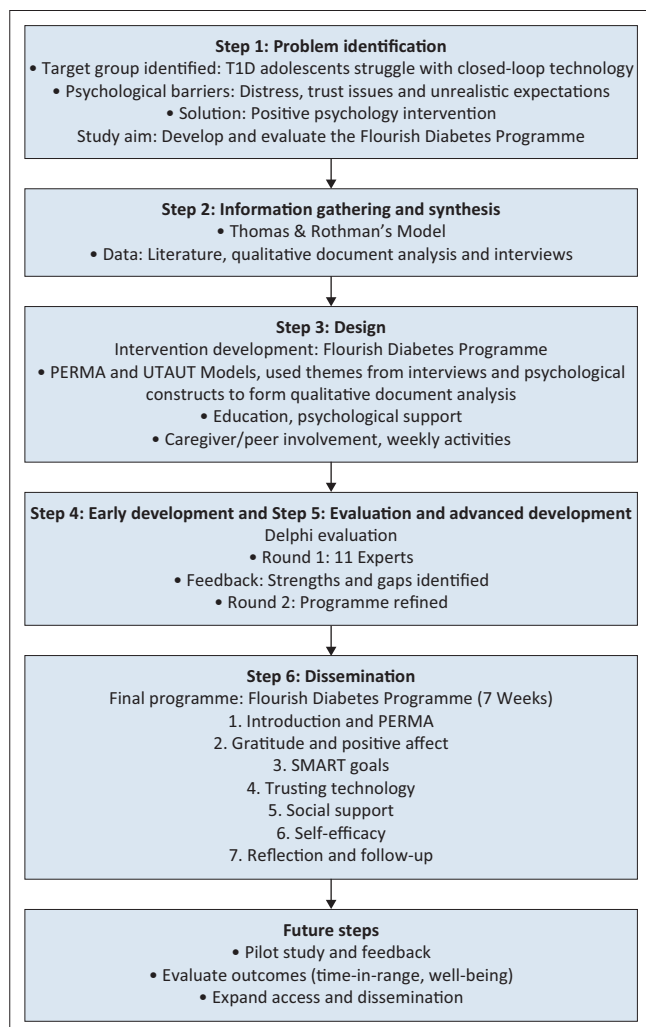 Step 1: Problem identification
• Target group identified: T1D adolescents struggle with closed-loop technology
• Psychological barriers: Distress, trust issues and unrealistic expectations
• Solution: Positive psychology intervention
Study aim: Develop and evaluate the Flourish Diabetes Programme
Step 2: Information gathering and synthesis
• Thomas & Rothman’s Model
• Data: Literature, qualitative document analysis and interviews
Step 3: Design
Intervention development: Flourish Diabetes Programme
• PERMA and UTAUT Models, used themes from interviews and psychological
constructs to form qualitative document analysis
• Education, psychological support
• Caregiver/peer involvement, weekly activities
Step 4: Early development and Step 5: Evaluation and advanced development
Delphi evaluation
• Round 1: 11 Experts
• Feedback: Strengths and gaps identified
• Round 2: Programme refined
Step 6: Dissemination
Final programme: Flourish Diabetes Programme (7 Weeks)
1. Introduction and PERMA
2. Gratitude and positive affect
3. SMART goals
4. Trusting technology
5. Social support
6. Self-efficacy
7. Reflection and follow-up
Future steps
• Pilot study and feedback
• Evaluate outcomes (time-in-range, well-being)
• Expand access and dissemination